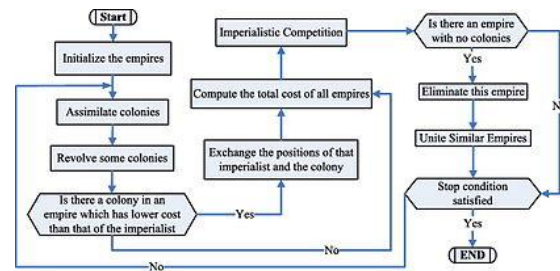 Start
Initialize the empires
Assimilate colonies
Revolve some colonies
Is there a colony in an
empire which has lower cost
than that of the imperialist
Yes
No
Exchange the positions of that
imperialist and the colony
Compute the total cost of all empires
Imperialistic Competition
Is there an empire
with no colonies
Yes
Eliminate this empire
Unite Similar Empires
Stop condition
satisfied
Yes
No
END